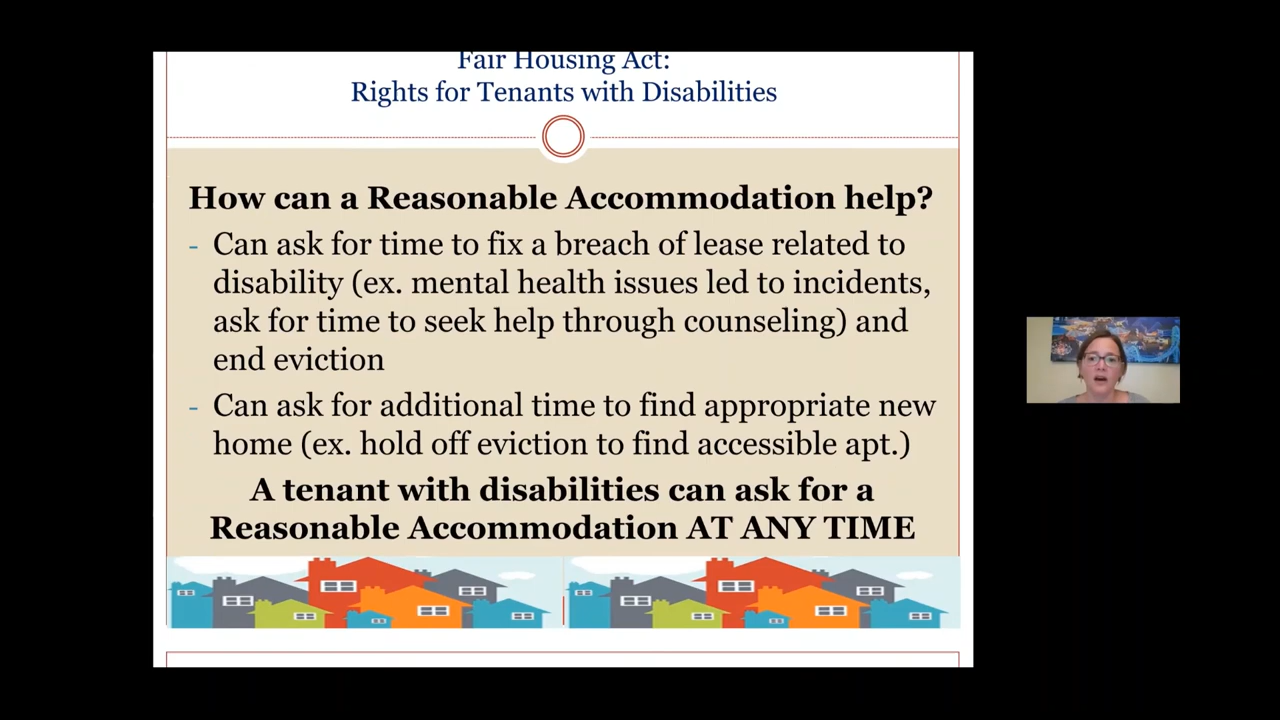 Fair Housing Act:
Rights for Tenants with Disabilities
How can a Reasonable Accommodation help?
- Can ask for time to fix a breach of lease related to
disability (ex. mental health issues led to incidents,
ask for time to seek help through counseling) and
end eviction
- Can ask for additional time to find appropriate new
home (ex. hold off eviction to find accessible apt.)
A tenant with disabilities can ask for a
Reasonable Accommodation AT ANY TIME